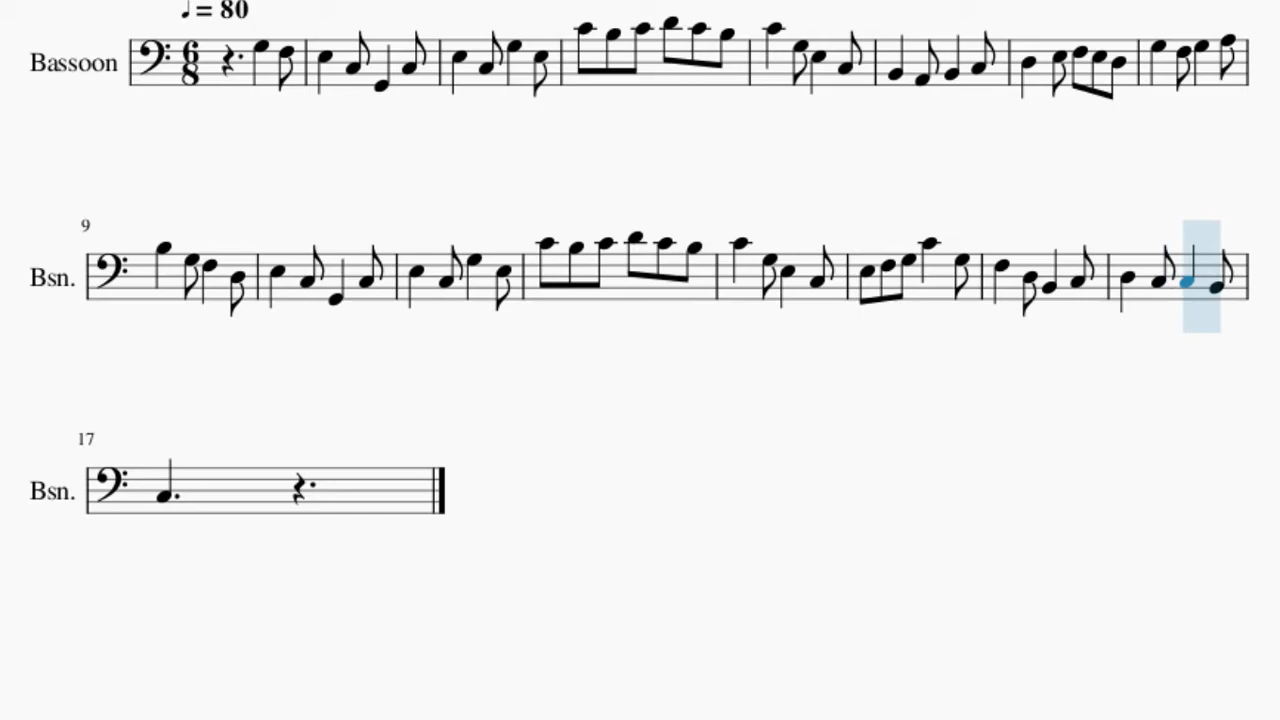 ♩ = 80
Bassoon
6
8
9
Bsn.
17
Bsn.